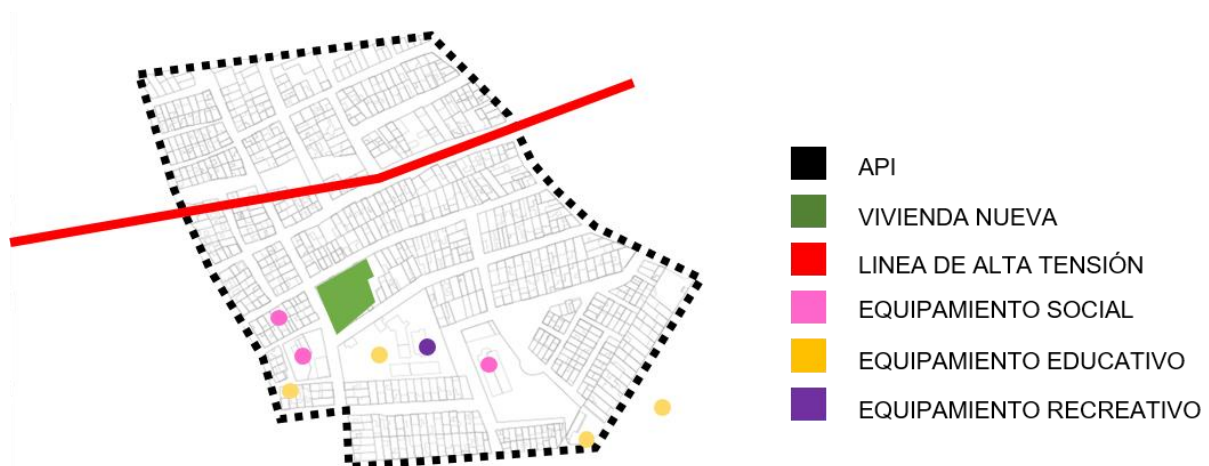 API
VIVIENDA NUEVA
LINEA DE ALTA TENSIÓN
EQUIPAMIENTO SOCIAL
EQUIPAMIENTO EDUCATIVO
EQUIPAMIENTO RECREATIVO